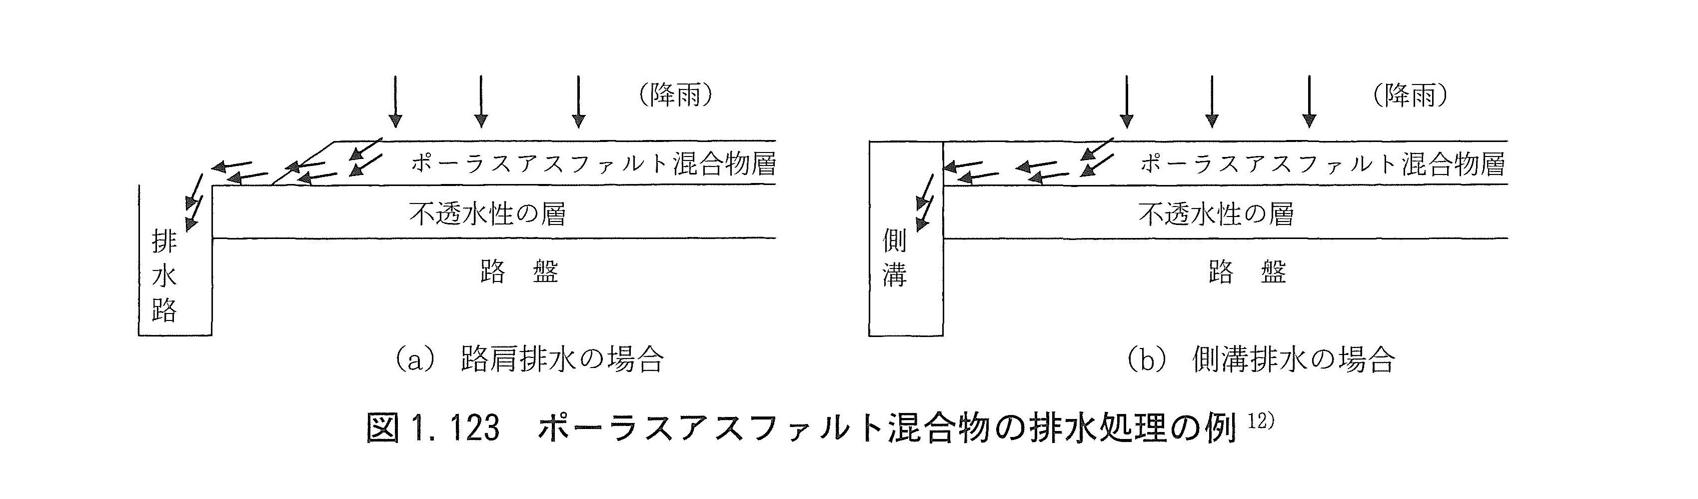 (降雨)
ポーラスアスファルト混合物層
不透水性の層
排水路
路 盤
(a) 路肩排水の場合
(降雨)
ポーラスアスファルト混合物層
不透水性の層
側溝
路 盤
(b) 側溝排水の場合
図1.123 ポーラスアスファルト混合物の排水処理の例12)